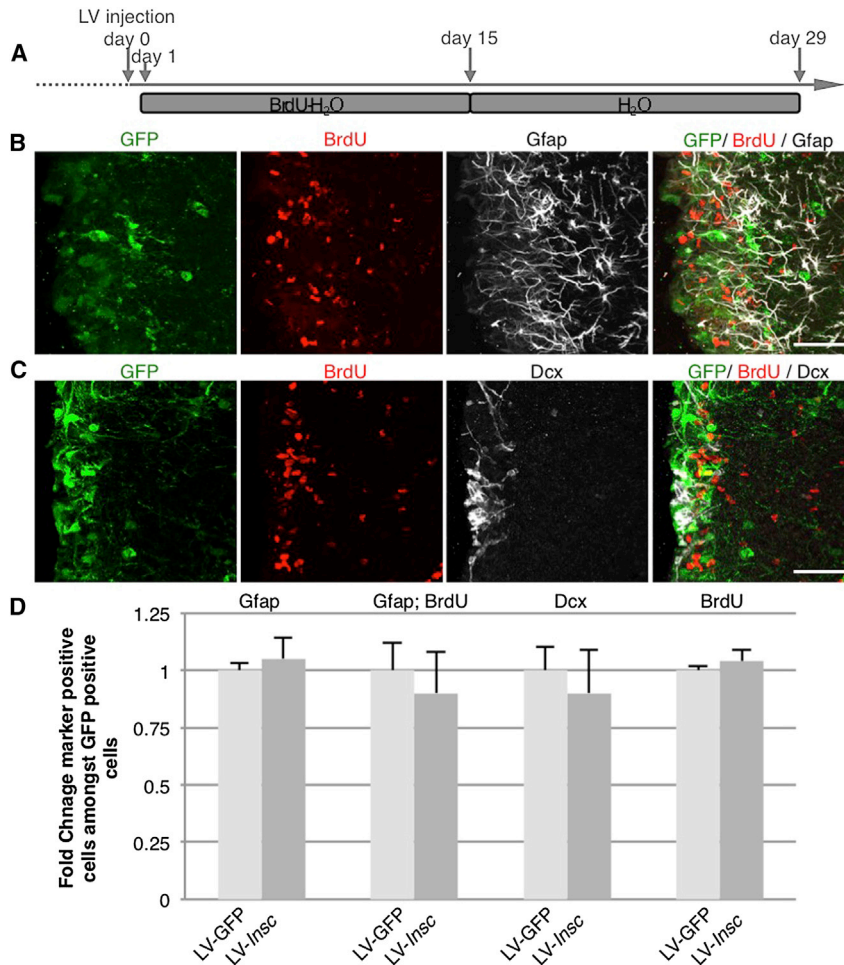 LV injection
day 0
day 1
day 15
day 29
A
BrdU-H₂O
H₂O
B
GFP
BrdU
Gfap
GFP/ BrdU / Gfap
C
GFP
BrdU
Dcx
GFP/ BrdU / Dcx
D
Gfap
Gfap; BrdU
Dcx
BrdU
Fold Chnage marker positive
cells amongst GFP positive
cells
1.25
1
0.75
0.5
0.25
0
LV-GFP
LV-Insc
LV-GFP
LV-Insc
LV-GFP
LV-Insc
LV-GFP
LV-Insc